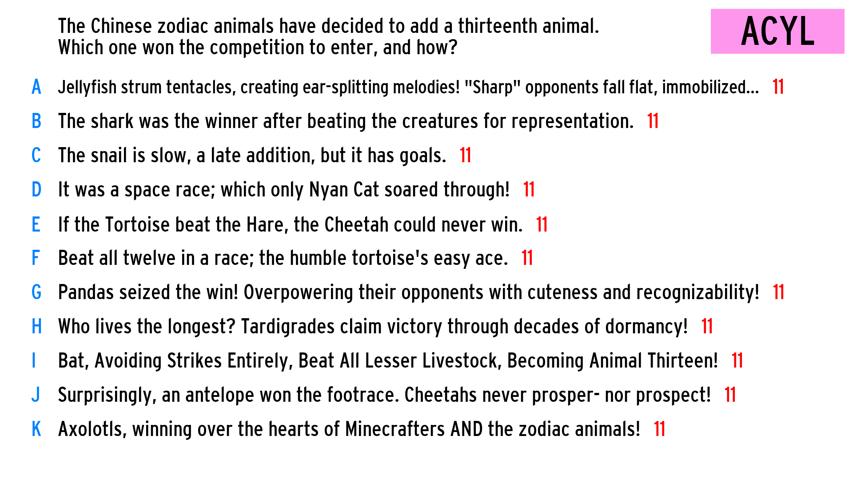 The Chinese zodiac animals have decided to add a thirteenth animal.
Which one won the competition to enter, and how?
ACYL
A Jellyfish strum tentacles, creating ear-splitting melodies! "Sharp" opponents fall flat, immobilized... 11
B The shark was the winner after beating the creatures for representation. 11
C The snail is slow, a late addition, but it has goals. 11
D It was a space race; which only Nyan Cat soared through! 11
E If the Tortoise beat the Hare, the Cheetah could never win. 11
F Beat all twelve in a race; the humble tortoise's easy ace. 11
G Pandas seized the win! Overpowering their opponents with cuteness and recognizability! 11
H Who lives the longest? Tardigrades claim victory through decades of dormancy! 11
I Bat, Avoiding Strikes Entirely, Beat All Lesser Livestock, Becoming Animal Thirteen! 11
J Surprisingly, an antelope won the footrace. Cheetahs never prosper- nor prospect! 11
K Axolotls, winning over the hearts of Minecrafters AND the zodiac animals! 11